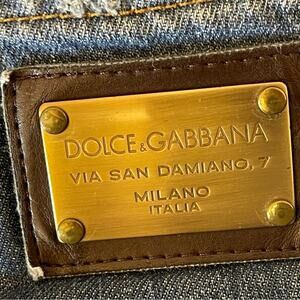 DOLCE&GABBANA
VIA SAN DAMIANO, 7
MILANO
ITALIA